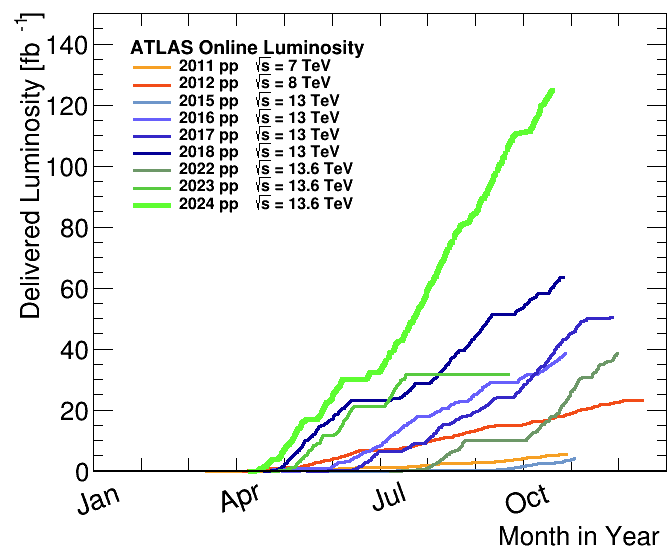 Delivered Luminosity [fb⁻¹]
140
120
100
80
60
40
20
0
ATLAS Online Luminosity
2011 pp √s = 7 TeV
2012 pp √s = 8 TeV
2015 pp √s = 13 TeV
2016 pp √s = 13 TeV
2017 pp √s = 13 TeV
2018 pp √s = 13 TeV
2022 pp √s = 13.6 TeV
2023 pp √s = 13.6 TeV
2024 pp √s = 13.6 TeV
Jan
Apr
Jul
Oct
Month in Year